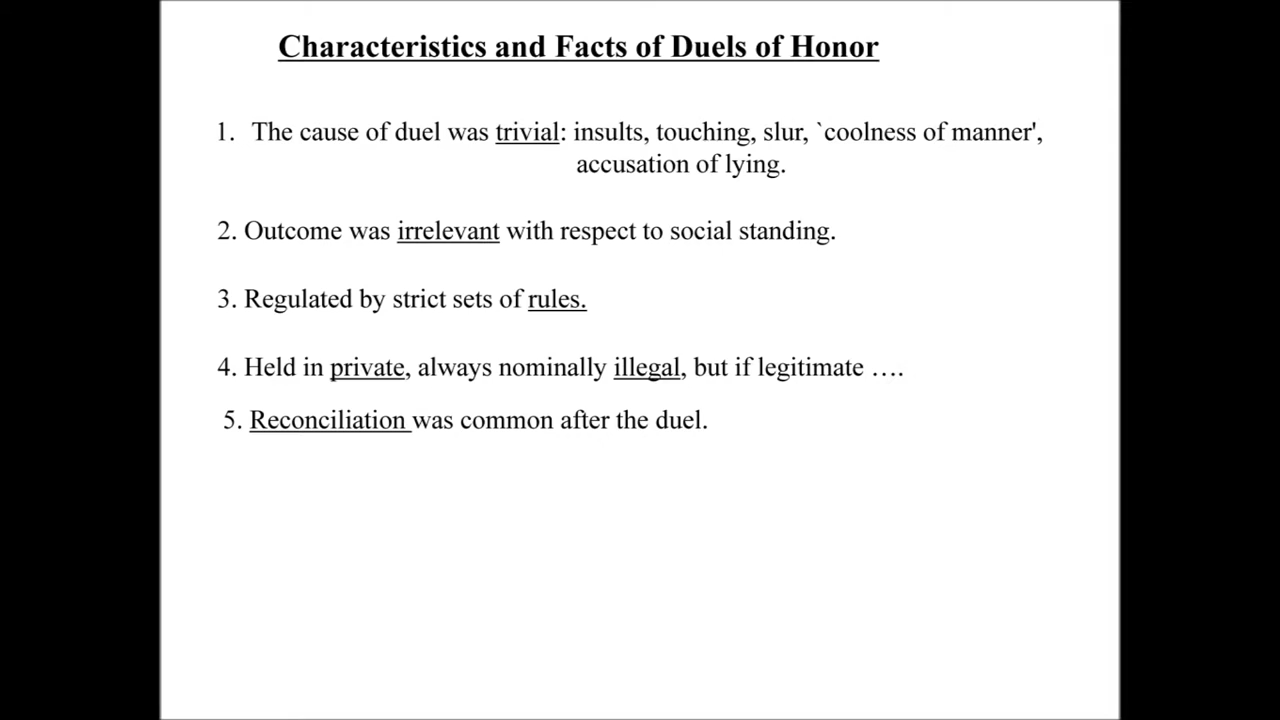 Characteristics and Facts of Duels of Honor
1. The cause of duel was trivial: insults, touching, slur, `coolness of manner',
accusation of lying.
2. Outcome was irrelevant with respect to social standing.
3. Regulated by strict sets of rules.
4. Held in private, always nominally illegal, but if legitimate ….
5. Reconciliation was common after the duel.